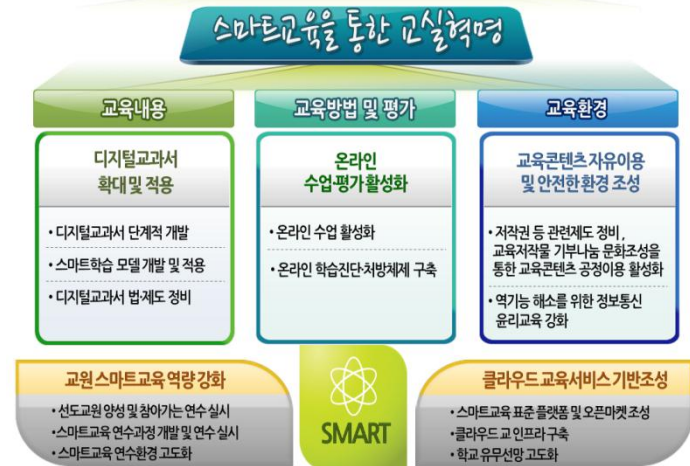 스마트교육을 통한 교실혁명
교육내용
디지털교과서
확대 및 적용
• 디지털교과서 단계적 개발
• 스마트학습 모델 개발 및 적용
• 디지털교과서 법·제도 정비
교육방법 및 평가
온라인
수업·평가 활성화
• 온라인 수업 활성화
• 온라인 학습진단·처방체제 구축
교육환경
교육콘텐츠 자유이용
및 안전한 환경 조성
• 저작권 등 관련제도 정비,
교육저작물 기부나눔 문화조성을
통한 교육콘텐츠 공정이용 활성화
• 역기능 해소를 위한 정보통신
윤리교육 강화
교원 스마트교육 역량 강화
• 선도교원 양성 및 참아가는 연수 실시
• 스마트교육 연수과정 개발 및 연수 실시
• 스마트교육 연수환경 고도화
SMART
클라우드 교육서비스 기반조성
• 스마트교육 표준 플랫폼 및 오픈마켓 조성
• 클라우드 교 인프라 구축
• 학교 유무선망 고도화